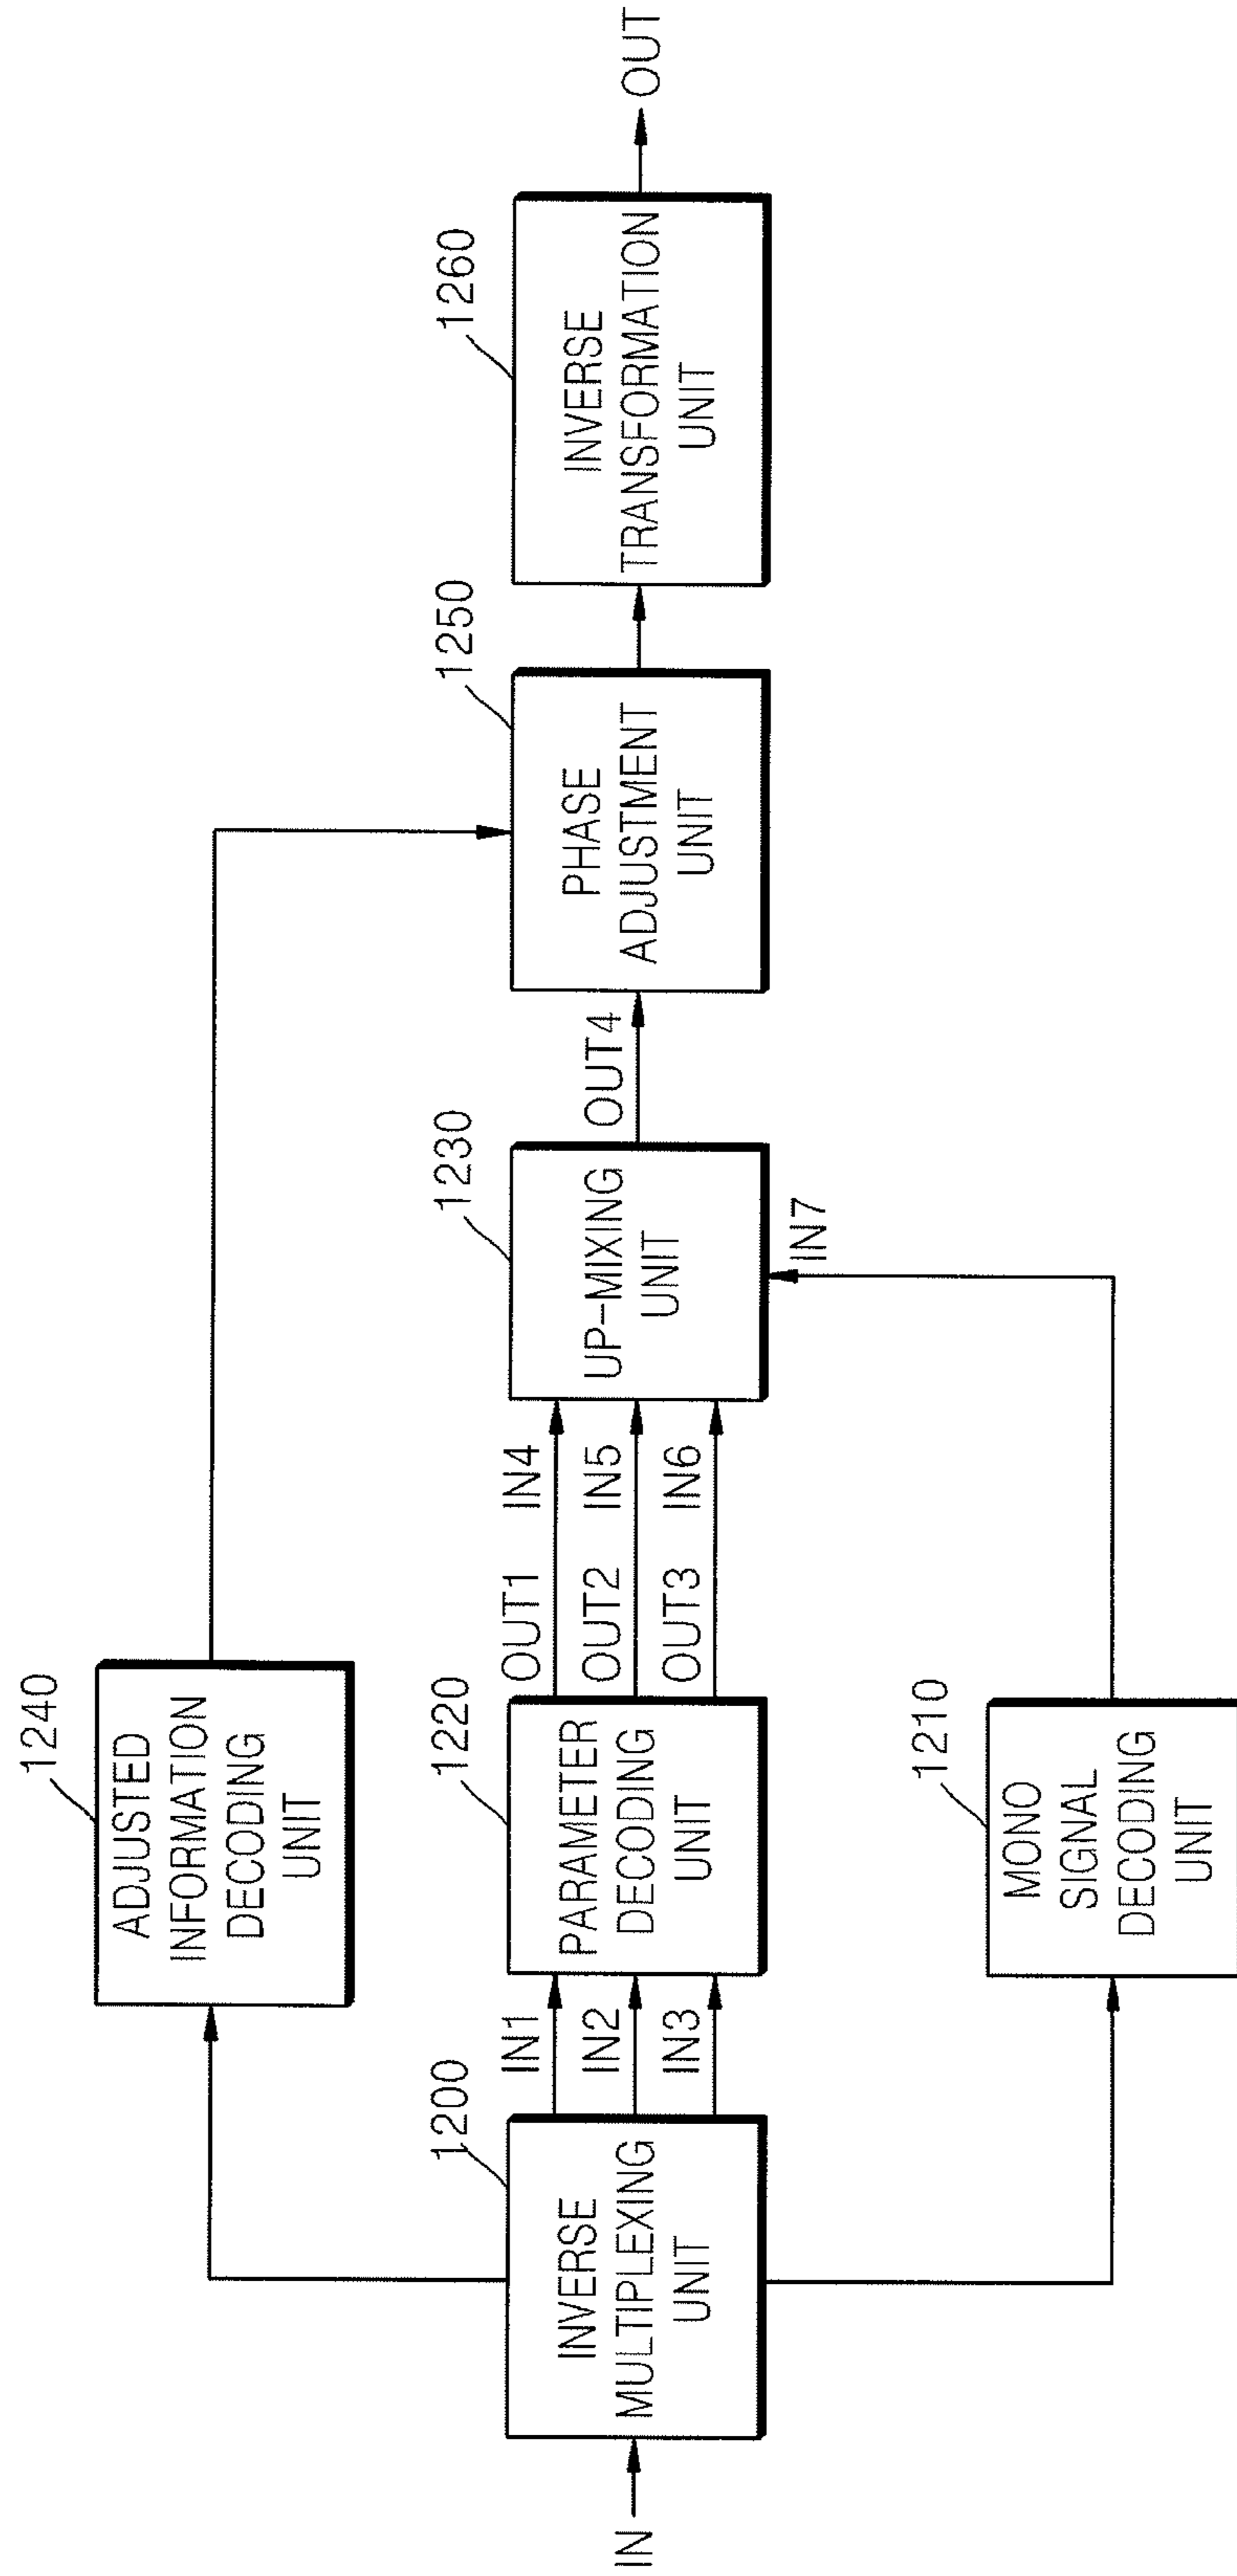 1240
ADJUSTED
INFORMATION
DECODING
UNIT
IN
1200
INVERSE
MULTIPLEXING
UNIT
IN1
IN2
IN3
1220
PARAMETER
DECODING
UNIT
OUT1 IN4
OUT2 IN5
OUT3 IN6
1230
UP-MIXING
UNIT
OUT4
1250
PHASE
ADJUSTMENT
UNIT
1260
INVERSE
TRANSFORMATION
UNIT
OUT
IN7
1210
MONO
SIGNAL
DECODING
UNIT